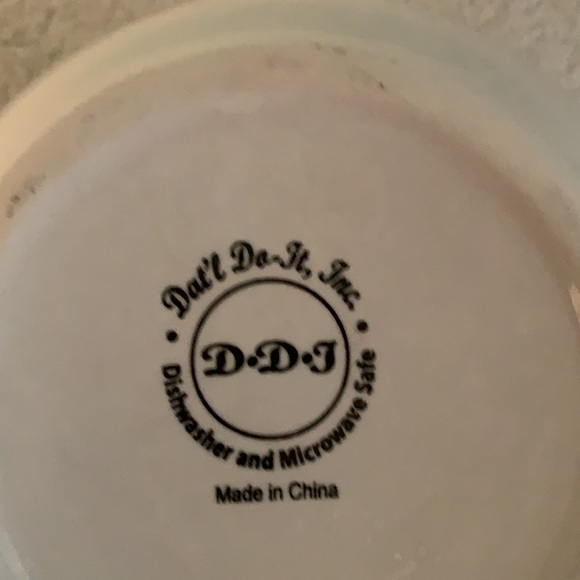 Dat'l Do-It, Inc.
D•D•I
Dishwasher and Microwave Safe
Made in China